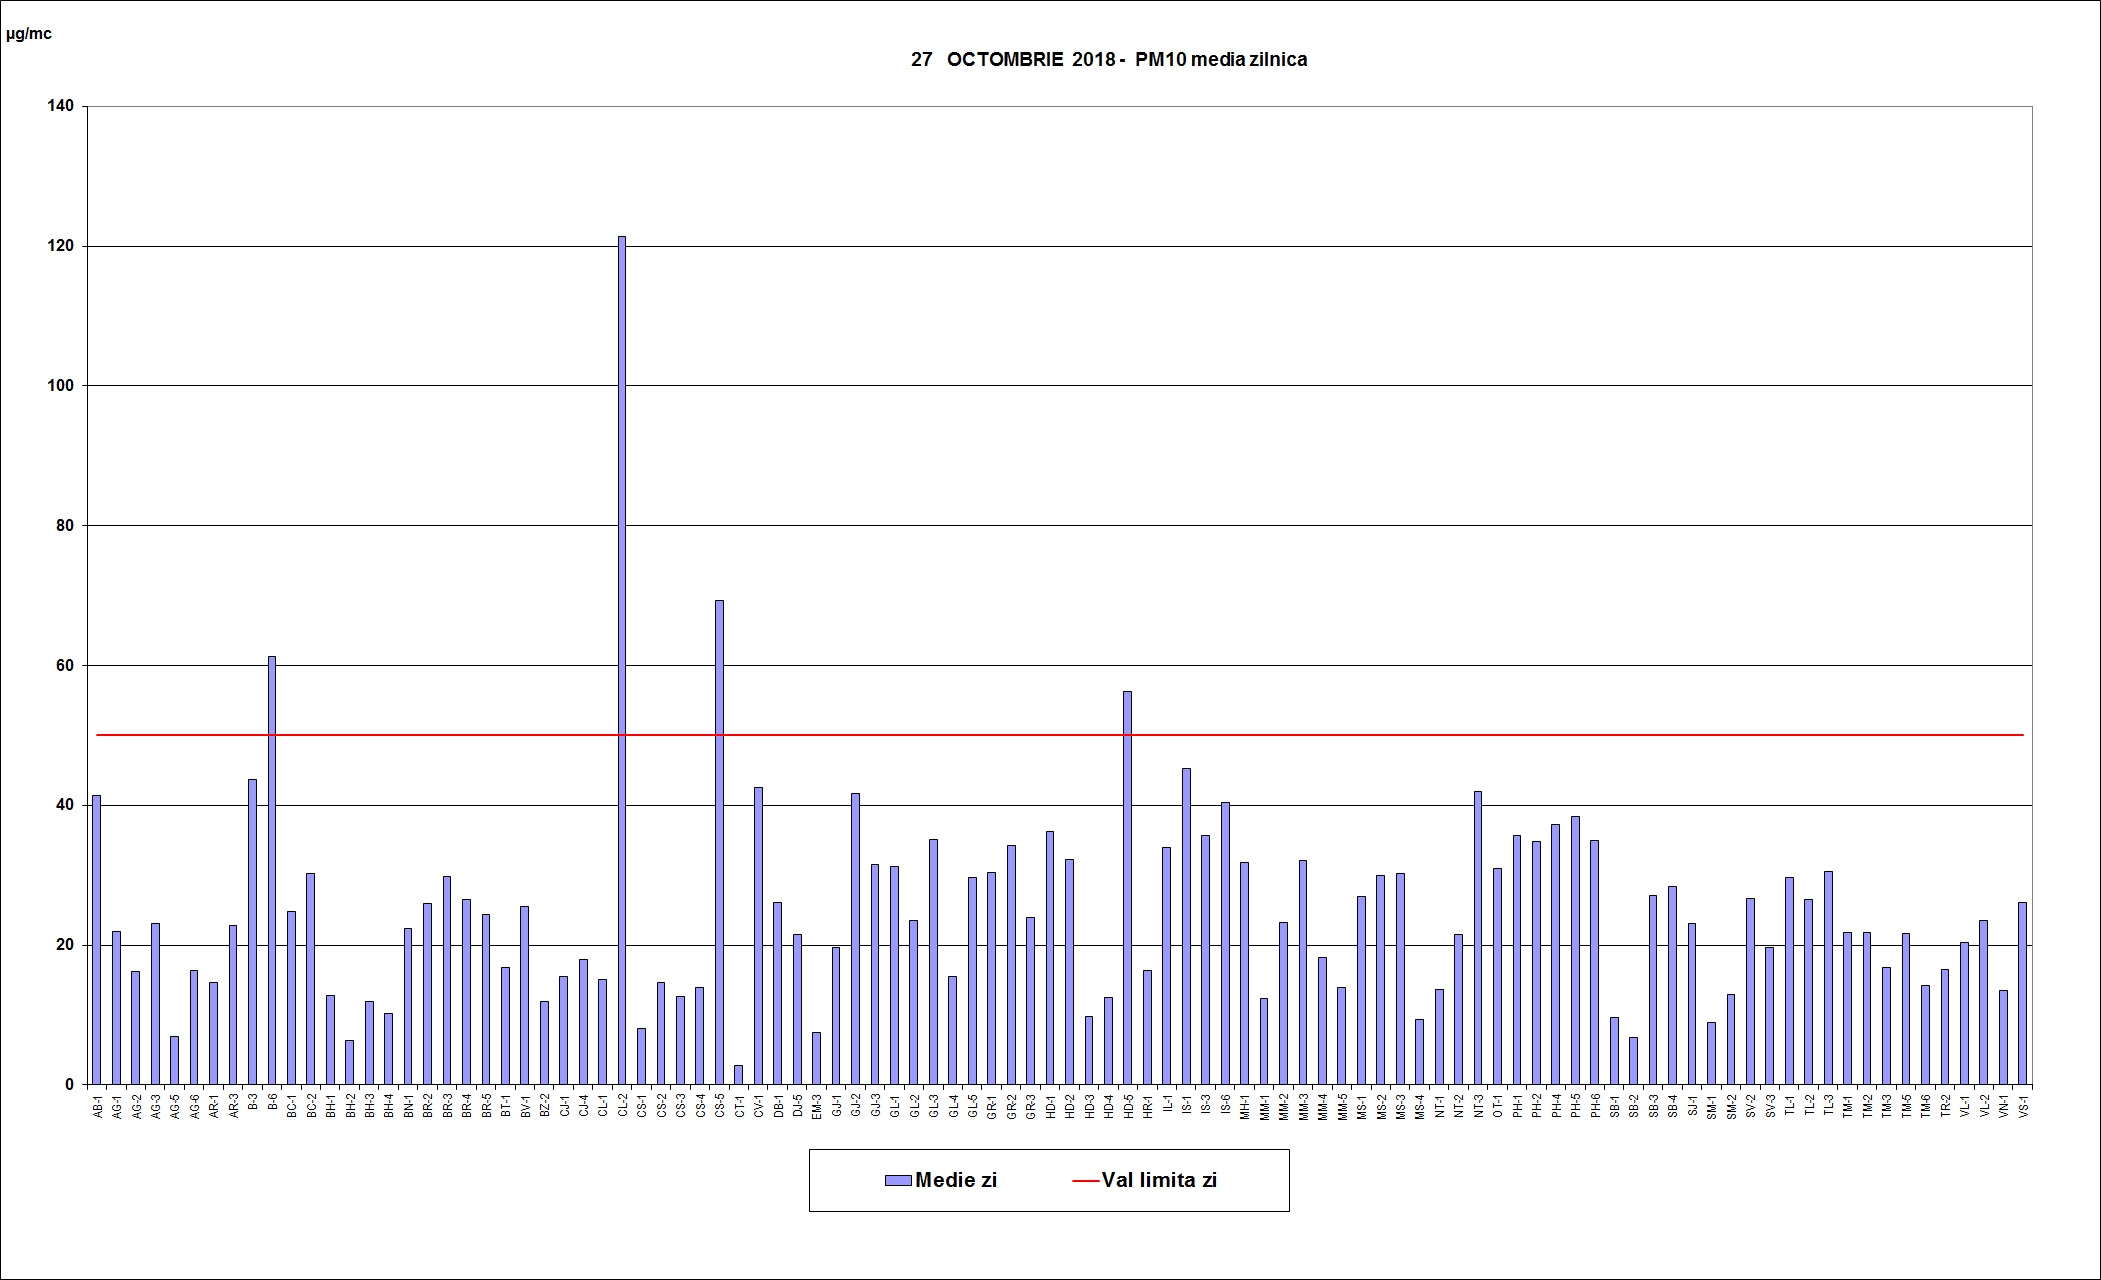 µg/mc
27 OCTOMBRIE 2018 - PM10 media zilnica
140
120
100
80
60
40
20
0
AB-1
AG-1
AG-2
AG-3
AG-5
AG-6
AR-1
AR-3
B-3
B-6
BC-1
BC-2
BH-1
BH-2
BH-3
BH-4
BN-1
BR-2
BR-3
BR-4
BR-5
BT-1
BV-1
BZ-2
CJ-1
CJ-4
CL-1
CL-2
CS-1
CS-2
CS-3
CS-4
CS-5
CT-1
CV-1
DB-1
DJ-5
EM-3
GJ-1
GJ-2
GJ-3
GL-1
GL-2
GL-3
GL-4
GL-5
GR-1
GR-2
GR-3
HD-1
HD-2
HD-3
HD-4
HD-5
HR-1
IL-1
IS-1
IS-3
IS-6
MH-1
MM-1
MM-2
MM-3
MM-4
MM-5
MS-1
MS-2
MS-3
MS-4
NT-1
NT-2
NT-3
OT-1
PH-1
PH-2
PH-4
PH-5
PH-6
SB-1
SB-2
SB-3
SB-4
SJ-1
SM-1
SM-2
SV-2
SV-3
TL-1
TL-2
TL-3
TM-1
TM-2
TM-3
TM-5
TM-6
TR-2
VL-1
VL-2
VN-1
VS-1
Medie zi
Val limita zi